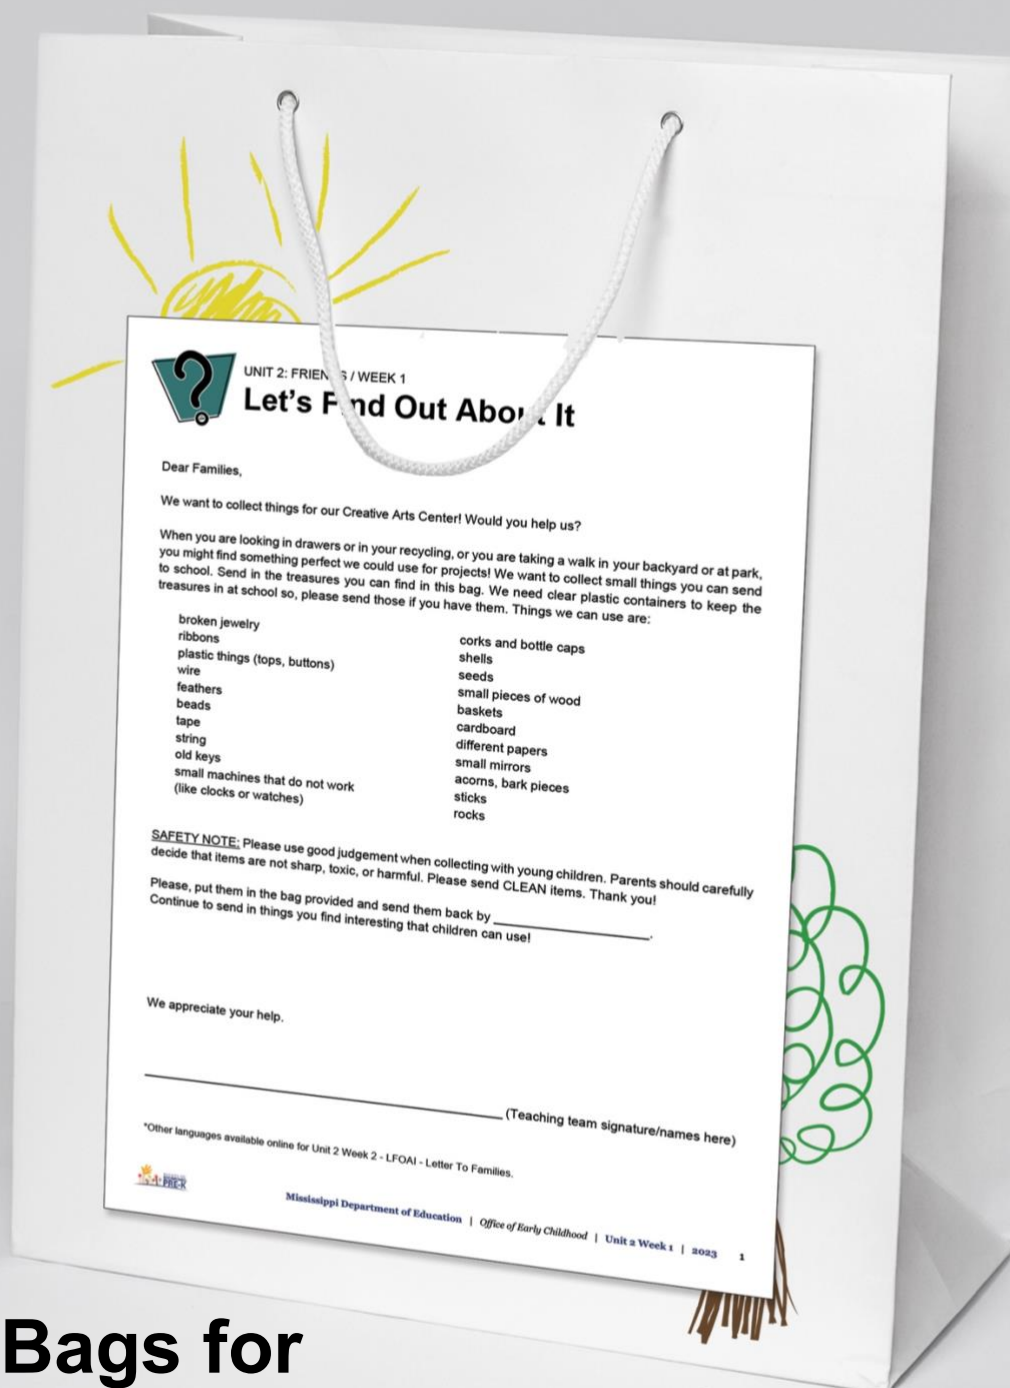 UNIT 2: FRIENDS / WEEK 1
Let's Find Out About It
Dear Families,
We want to collect things for our Creative Arts Center! Would you help us?
When you are looking in drawers or in your recycling, or you are taking a walk in your backyard or at park,
you might find something perfect we could use for projects! We want to collect small things you can send
to school. Send in the treasures you can find in this bag. We need clear plastic containers to keep the
treasures in at school so, please send those if you have them. Things we can use are:
broken jewelry
ribbons
plastic things (tops, buttons)
wire
feathers
beads
tape
string
old keys
small machines that do not work
(like clocks or watches)
corks and bottle caps
shells
seeds
small pieces of wood
baskets
cardboard
different papers
small mirrors
acorns, bark pieces
sticks
rocks
SAFETY NOTE: Please use good judgement when collecting with young children. Parents should carefully
decide that items are not sharp, toxic, or harmful. Please send CLEAN items. Thank you!
Please, put them in the bag provided and send them back by ______________________.
Continue to send in things you find interesting that children can use!
We appreciate your help.
______________________ (Teaching team signature/names here)
*Other languages available online for Unit 2 Week 2 - LFOAI - Letter To Families.
PRE-K
Mississippi Department of Education | Office of Early Childhood | Unit 2 Week 1 | 2023 1
Bags for